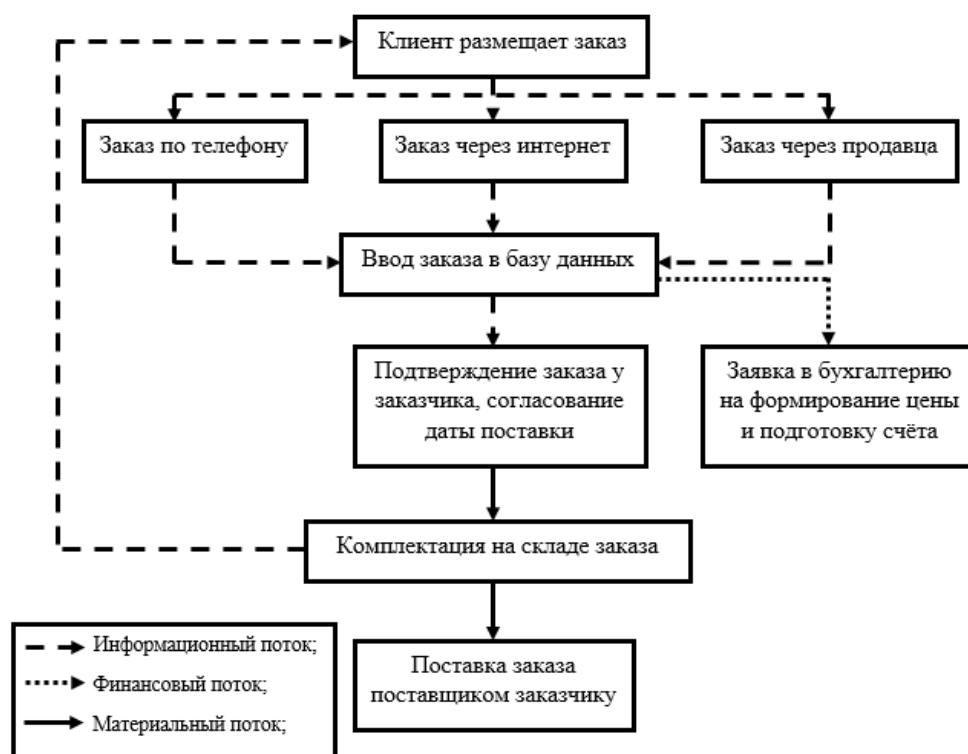 Клиент размещает заказ
Заказ по телефону
Заказ через интернет
Заказ через продавца
Ввод заказа в базу данных
Подтверждение заказа у
заказчика, согласование
даты поставки
Заявка в бухгалтерию
на формирование цены
и подготовку счёта
Комплектация на складе заказа
Поставка заказа
поставщиком заказчику
Информационный поток;
Финансовый поток;
Материальный поток;